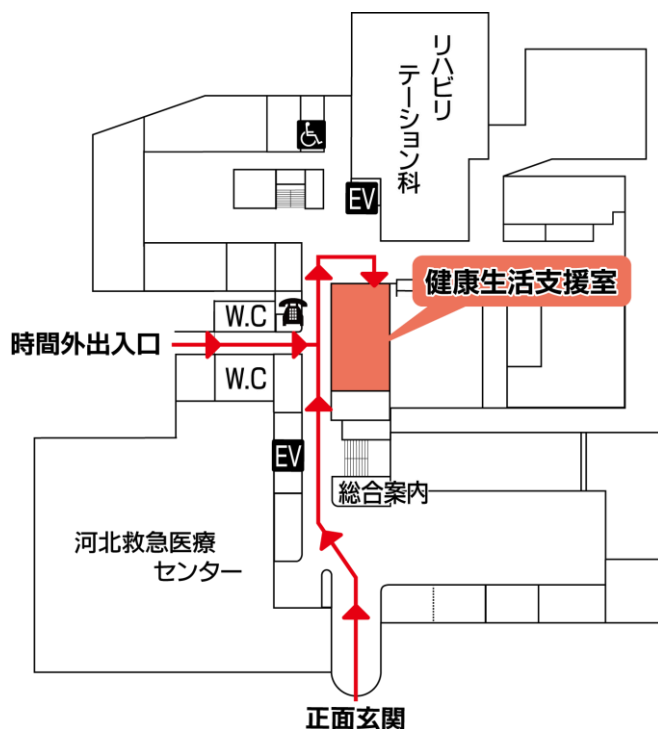 リハビリ
テーション科
EV
健康生活支援室
W.C
時間外出入口
W.C
EV
総合案内
河北救急医療
センター
正面玄関